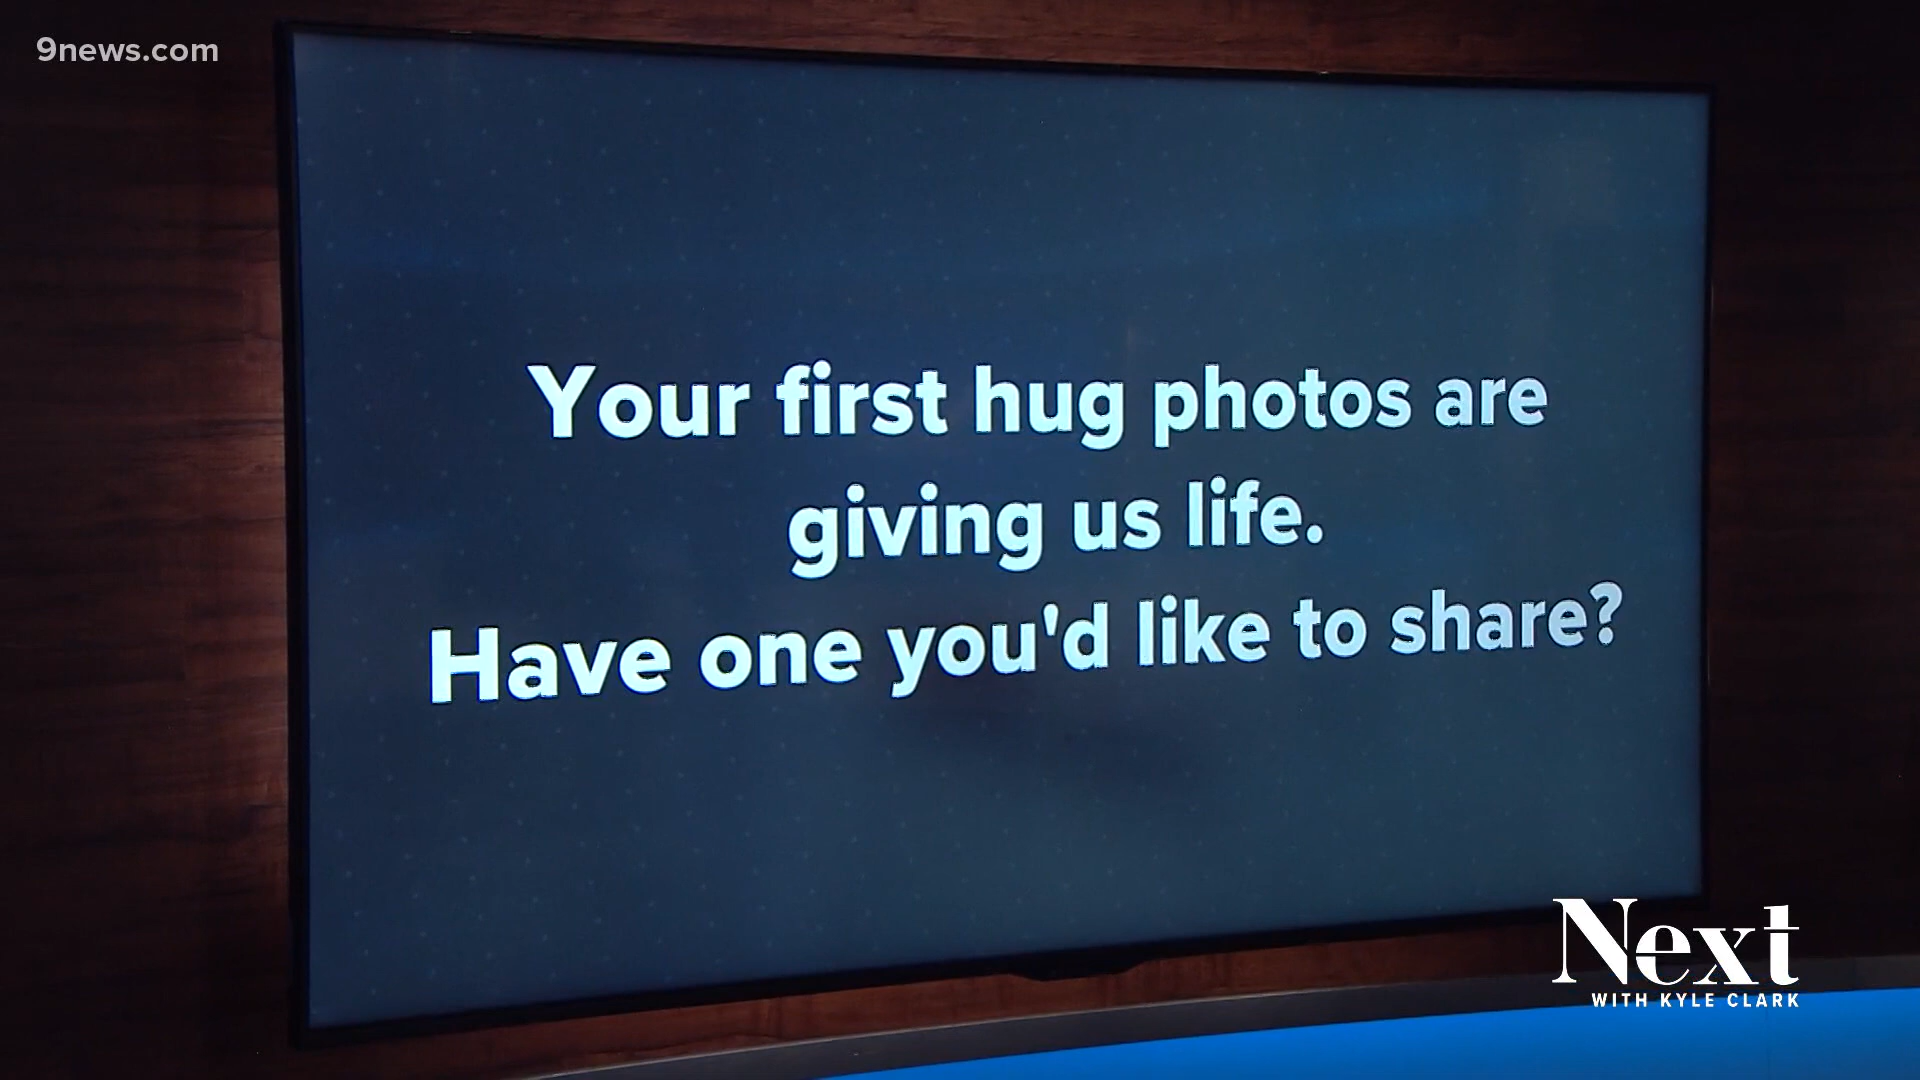 9news.com
Your first hug photos are
giving us life.
Have one you'd like to share?
Next
WITH KYLE CLARK